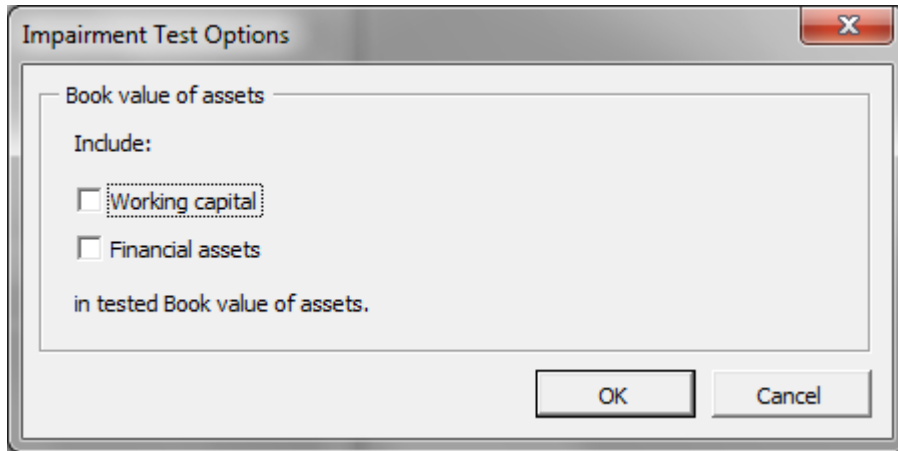 Impairment Test Options
Book value of assets
Include:
Working capital
Financial assets
in tested Book value of assets.
OK
Cancel